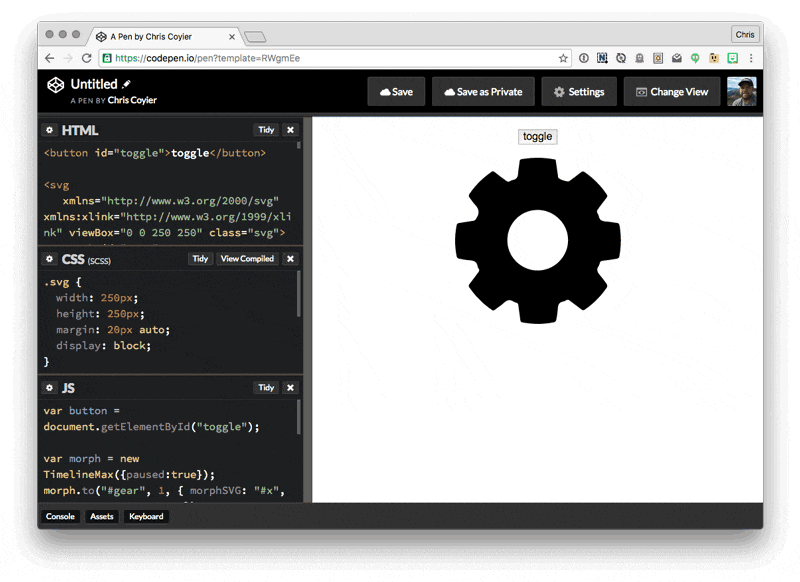 A Pen by Chris Coyier
Chris
https://codepen.io/pen?template=RWgmEe
Untitled
A PEN BY Chris Coyier
Save
Save as Private
Settings
Change View
HTML
Tidy
<button id="toggle">toggle</button>
<svg
xmlns="http://www.w3.org/2000/svg"
xmlns:xlink="http://www.w3.org/1999/xli
nk" viewBox="0 0 250 250" class="svg">
CSS (SCSS)
Tidy
View Compiled
.svg {
width: 250px;
height: 250px;
margin: 20px auto;
display: block;
}
JS
Tidy
var button =
document.getElementById("toggle");
var morph = new
TimelineMax({paused:true});
morph.to("#gear", 1, { morphSVG: "#x",
toggle
Console
Assets
Keyboard